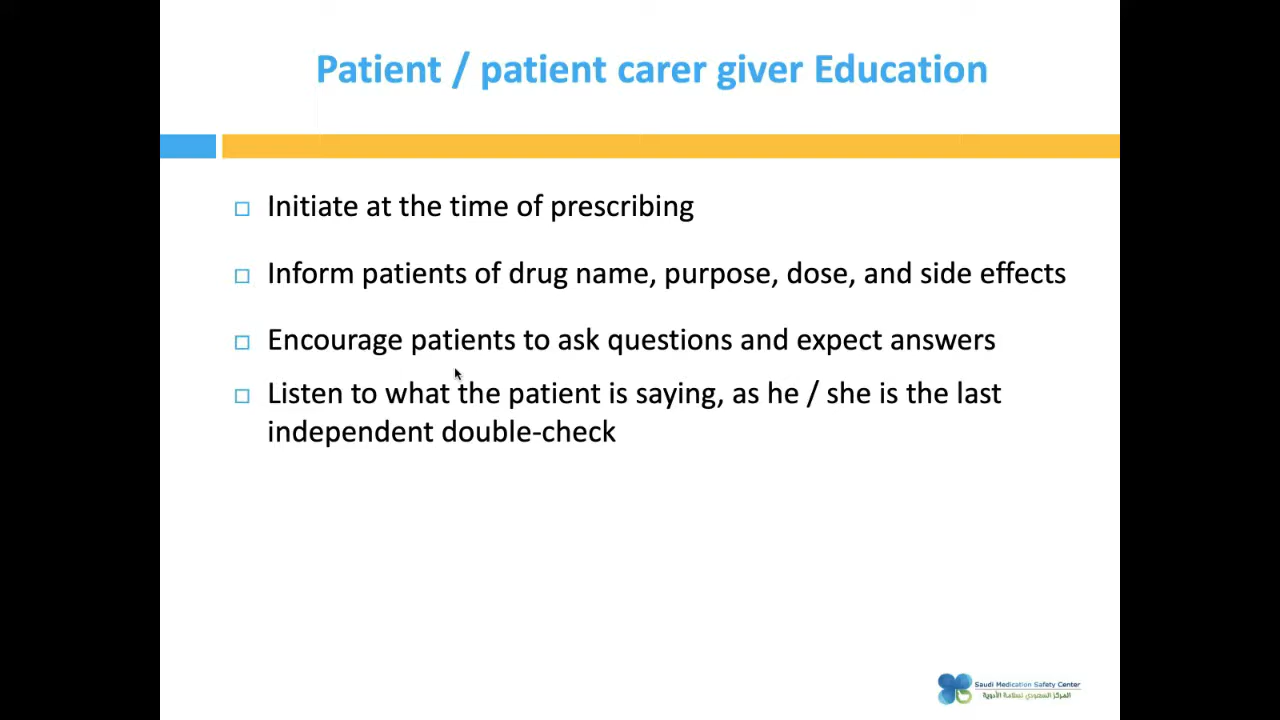 Patient / patient carer giver Education
Initiate at the time of prescribing
Inform patients of drug name, purpose, dose, and side effects
Encourage patients to ask questions and expect answers
Listen to what the patient is saying, as he / she is the last
independent double-check
Saudi Medication Safety Center
المركز السعودي لسلامة الأدوية